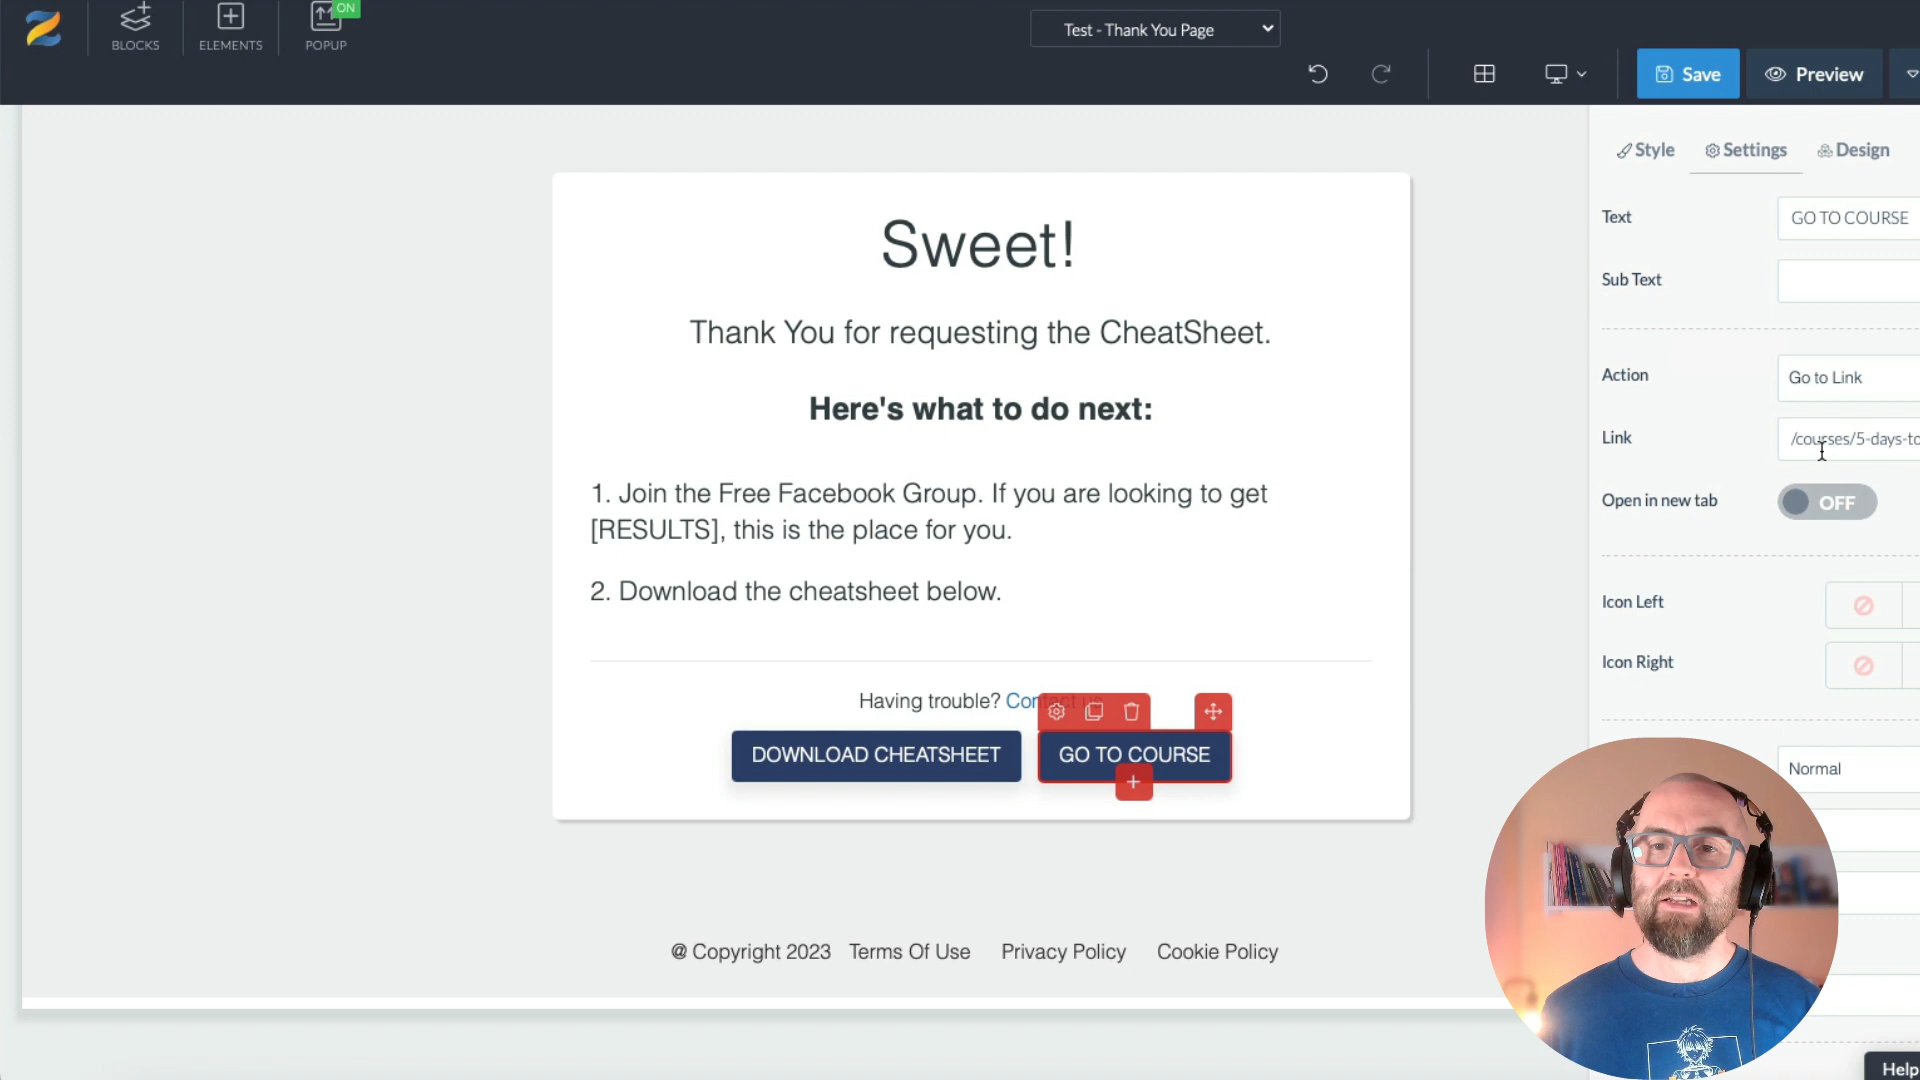 BLOCKS
ELEMENTS
ON
POPUP
Test - Thank You Page
Save
Preview
Style
Settings
Design
Text
GO TO COURSE
Sub Text
Action
Go to Link
Link
/courses/5-days-to
Open in new tab
OFF
Icon Left
Icon Right
Normal
Sweet!
Thank You for requesting the CheatSheet.
Here's what to do next:
1. Join the Free Facebook Group. If you are looking to get
[RESULTS], this is the place for you.
2. Download the cheatsheet below.
Having trouble? Contact us
DOWNLOAD CHEATSHEET
GO TO COURSE
@ Copyright 2023 Terms Of Use Privacy Policy Cookie Policy
Help